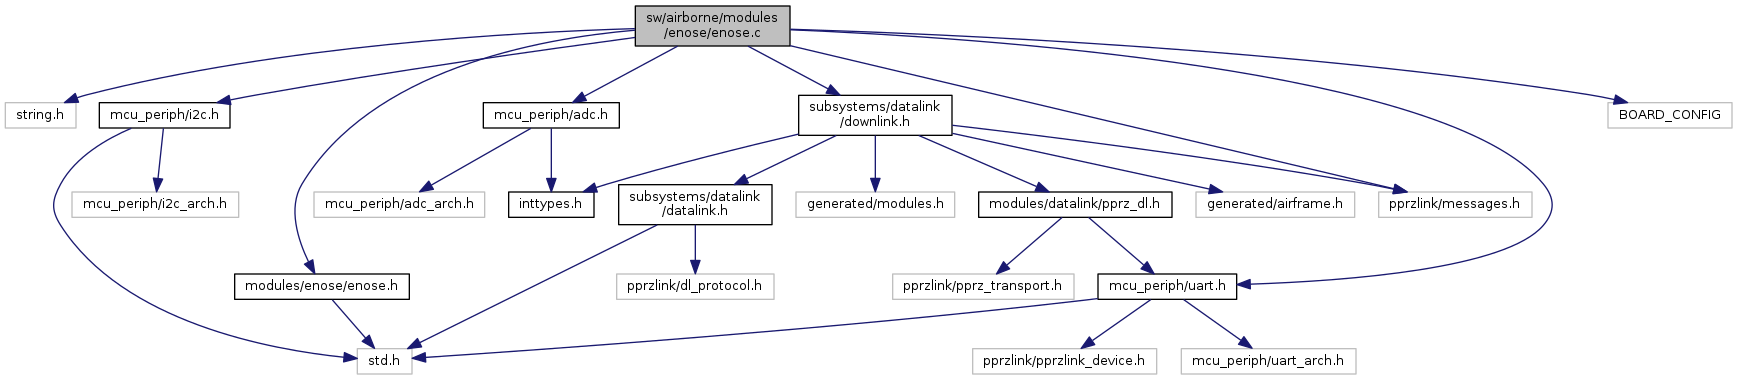 sw/airborne/modules
/enose/enose.c
string.h
mcu_periph/i2c.h
mcu_periph/adc.h
subsystems/datalink
/downlink.h
BOARD_CONFIG
mcu_periph/i2c_arch.h
mcu_periph/adc_arch.h
inttypes.h
subsystems/datalink
/datalink.h
generated/modules.h
modules/datalink/pprz_dl.h
generated/airframe.h
pprzlink/messages.h
modules/enose/enose.h
pprzlink/dl_protocol.h
pprzlink/pprz_transport.h
mcu_periph/uart.h
std.h
pprzlink/pprzlink_device.h
mcu_periph/uart_arch.h